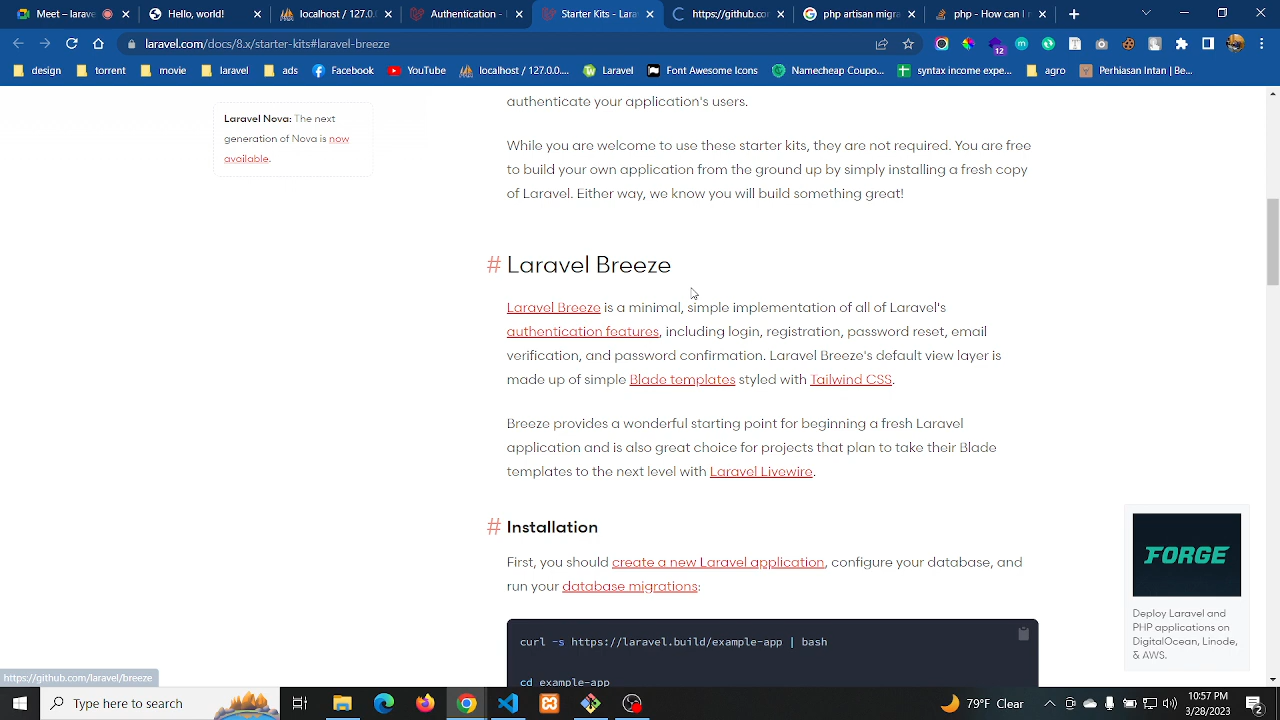 Meet -
Hello, world!
localhost / 127.0.
Authentication -
Starter Kits - Lara
https://github.com
php artisan migra
php - How can I r
laravel.com/docs/8.x/starter-kits#laravel-breeze
12
design
torrent
movie
laravel
ads
Facebook
YouTube
localhost / 127.0.0...
Laravel
Font Awesome Icons
Namecheap Coupo...
syntax income expe...
agro
Perhiasan Intan | Be...
Laravel Nova: The next
generation of Nova is now
available.
authenticate your application's users.
While you are welcome to use these starter kits, they are not required. You are free
to build your own application from the ground up by simply installing a fresh copy
of Laravel. Either way, we know you will build something great!
# Laravel Breeze
Laravel Breeze is a minimal, simple implementation of all of Laravel's
authentication features, including login, registration, password reset, email
verification, and password confirmation. Laravel Breeze's default view layer is
made up of simple Blade templates styled with Tailwind CSS.
Breeze provides a wonderful starting point for beginning a fresh Laravel
application and is also great choice for projects that plan to take their Blade
templates to the next level with Laravel Livewire.
# Installation
First, you should create a new Laravel application, configure your database, and
run your database migrations:
curl -s https://laravel.build/example-app | bash
cd example-app
FORGE
Deploy Laravel and
PHP applications on
DigitalOcean, Linode,
& AWS.
https://github.com/laravel/breeze
Type here to search
79°F Clear
10:57 PM
3/28/2023
2